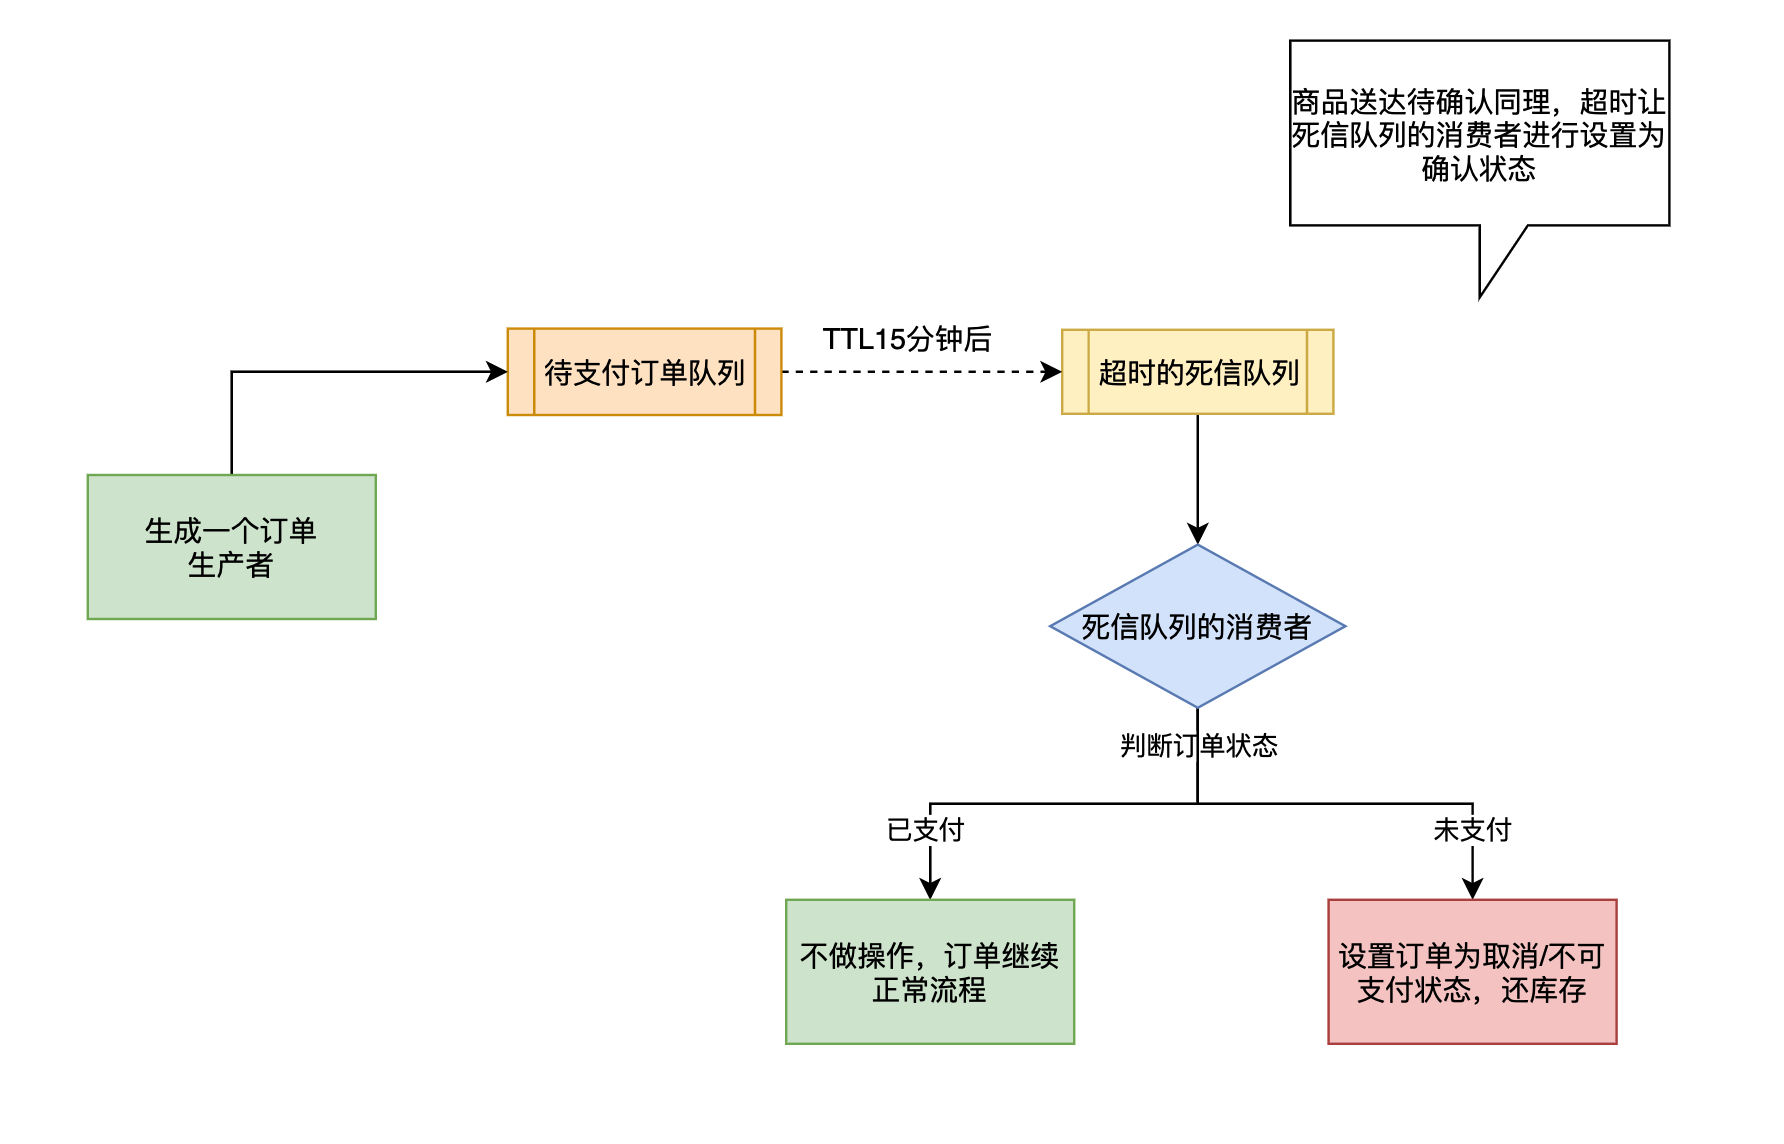 商品送达待确认同理，超时让
死信队列的消费者进行设置为
确认状态
TTL15分钟后
待支付订单队列
超时的死信队列
生成一个订单
生产者
死信队列的消费者
判断订单状态
已支付
未支付
不做操作，订单继续
正常流程
设置订单为取消/不可
支付状态，还库存